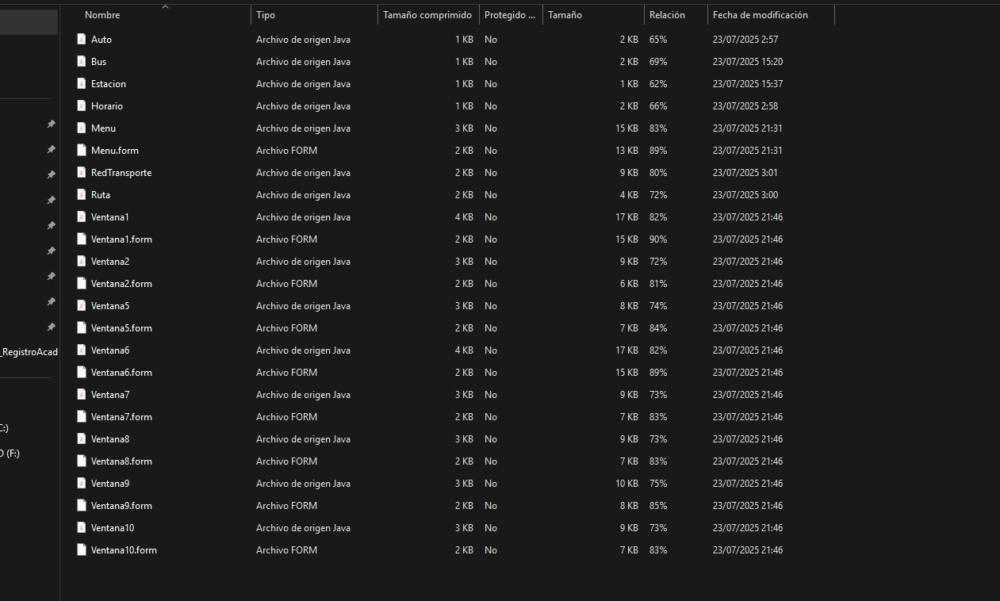 Nombre Tipo Tamaño comprimido Protegido ... Tamaño Relación Fecha de modificación
Auto Archivo de origen Java 1 KB No 2 KB 65% 23/07/2025 2:57
Bus Archivo de origen Java 1 KB No 2 KB 69% 23/07/2025 15:20
Estacion Archivo de origen Java 1 KB No 1 KB 62% 23/07/2025 15:37
Horario Archivo de origen Java 1 KB No 2 KB 66% 23/07/2025 2:58
Menu Archivo de origen Java 3 KB No 15 KB 83% 23/07/2025 21:31
Menu.form Archivo FORM 2 KB No 13 KB 89% 23/07/2025 21:31
RedTransporte Archivo de origen Java 2 KB No 9 KB 80% 23/07/2025 3:01
Ruta Archivo de origen Java 2 KB No 4 KB 72% 23/07/2025 3:00
Ventana1 Archivo de origen Java 4 KB No 17 KB 82% 23/07/2025 21:46
Ventana1.form Archivo FORM 2 KB No 15 KB 90% 23/07/2025 21:46
Ventana2 Archivo de origen Java 3 KB No 9 KB 72% 23/07/2025 21:46
Ventana2.form Archivo FORM 2 KB No 6 KB 81% 23/07/2025 21:46
Ventana5 Archivo de origen Java 3 KB No 8 KB 74% 23/07/2025 21:46
Ventana5.form Archivo FORM 2 KB No 7 KB 84% 23/07/2025 21:46
_RegistroAcad Ventana6 Archivo de origen Java 4 KB No 17 KB 82% 23/07/2025 21:46
Ventana6.form Archivo FORM 2 KB No 15 KB 89% 23/07/2025 21:46
Ventana7 Archivo de origen Java 3 KB No 9 KB 73% 23/07/2025 21:46
Ventana7.form Archivo FORM 2 KB No 7 KB 83% 23/07/2025 21:46
C:)
Ventana8 Archivo de origen Java 3 KB No 9 KB 73% 23/07/2025 21:46
(F:)
Ventana8.form Archivo FORM 2 KB No 7 KB 83% 23/07/2025 21:46
Ventana9 Archivo de origen Java 3 KB No 10 KB 75% 23/07/2025 21:46
Ventana9.form Archivo FORM 2 KB No 8 KB 85% 23/07/2025 21:46
Ventana10 Archivo de origen Java 3 KB No 9 KB 73% 23/07/2025 21:46
Ventana10.form Archivo FORM 2 KB No 7 KB 83% 23/07/2025 21:46